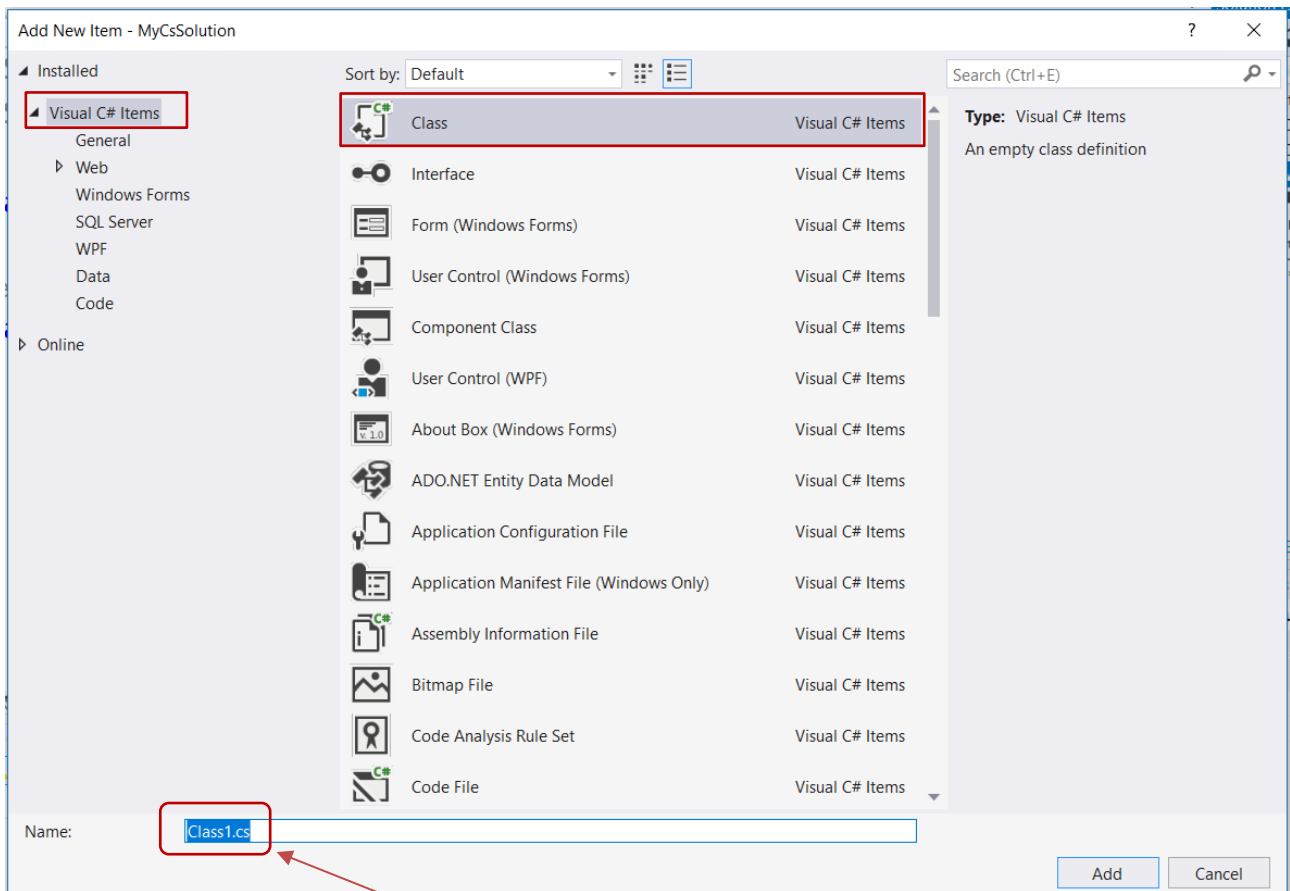 Add New Item - MyCsSolution
?
Installed
Sort by: Default
Search (Ctrl+E)
Visual C# Items
General
Web
Windows Forms
SQL Server
WPF
Data
Code
Online
Class Visual C# Items
Interface Visual C# Items
Form (Windows Forms) Visual C# Items
User Control (Windows Forms) Visual C# Items
Component Class Visual C# Items
User Control (WPF) Visual C# Items
About Box (Windows Forms) Visual C# Items
ADO.NET Entity Data Model Visual C# Items
Application Configuration File Visual C# Items
Application Manifest File (Windows Only) Visual C# Items
Assembly Information File Visual C# Items
Bitmap File Visual C# Items
Code Analysis Rule Set Visual C# Items
Code File Visual C# Items
C#
v. 1.0
C#
C#
Type: Visual C# Items
An empty class definition
Name: Class1.cs
Add Cancel